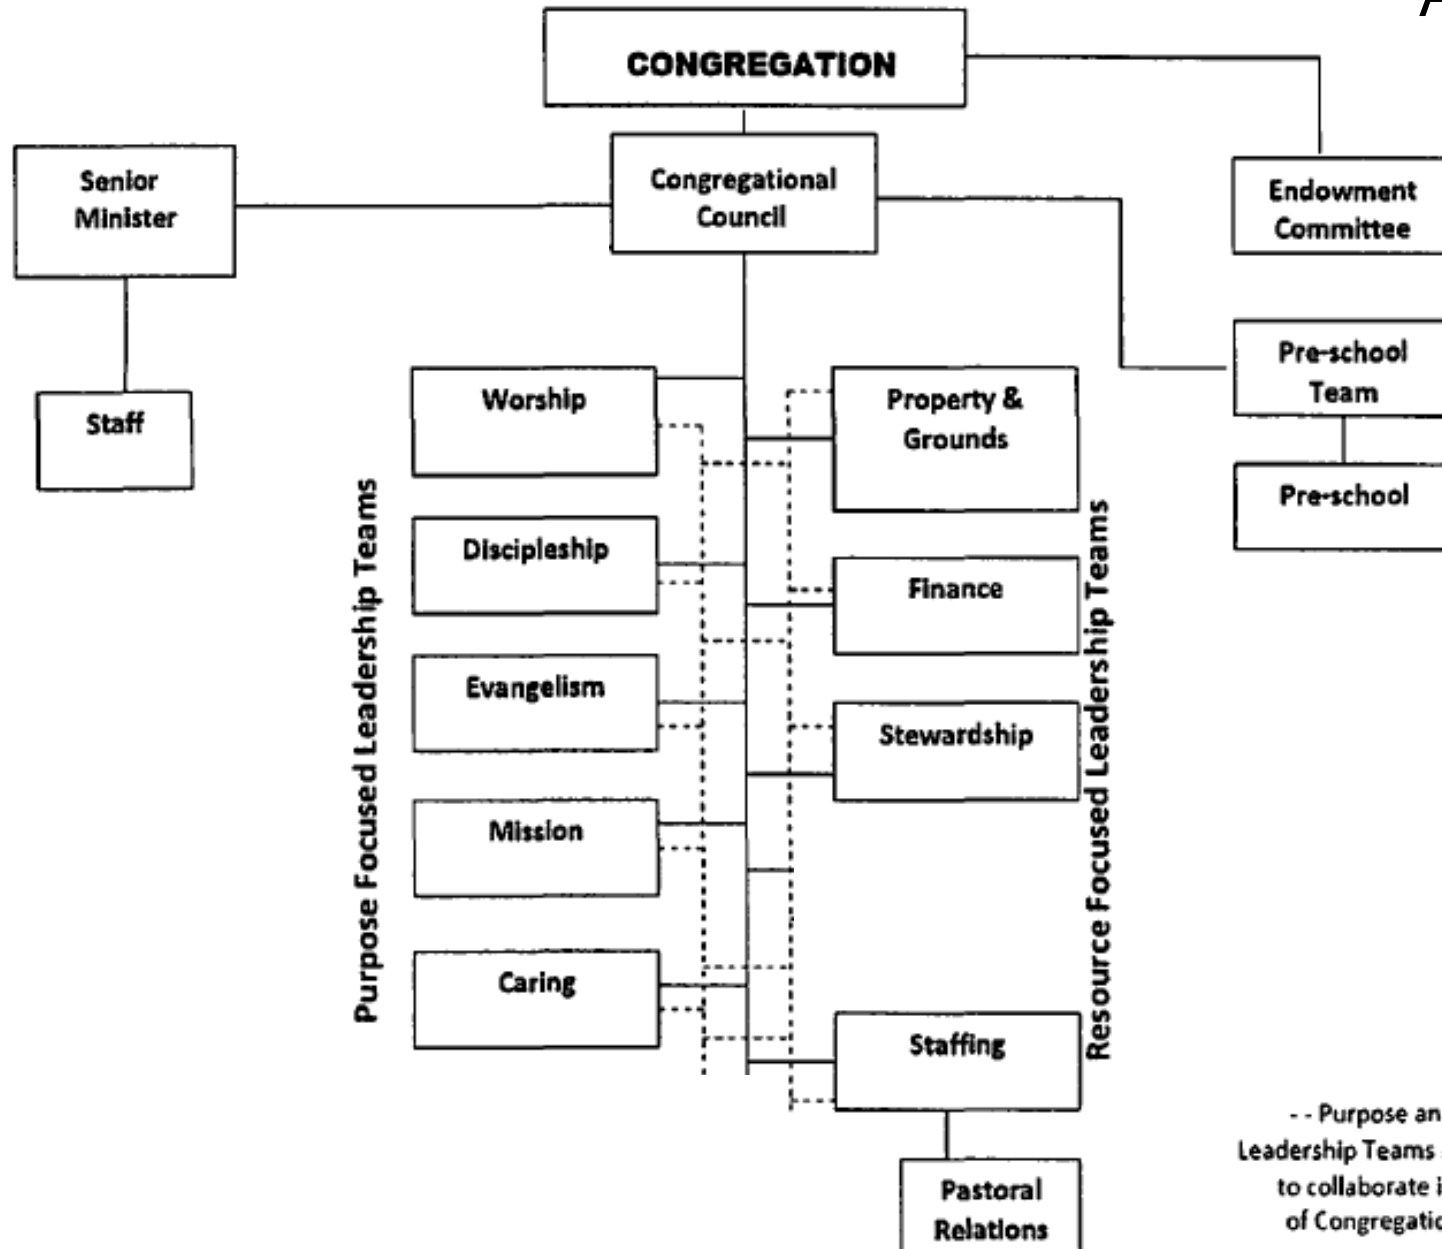 CONGREGATION
Senior
Minister
Congregational
Council
Endowment
Committee
Pre-school
Team
Pre-school
Staff
Purpose Focused Leadership Teams
Worship
Discipleship
Evangelism
Mission
Caring
Property &
Grounds
Finance
Stewardship
Staffing
Pastoral
Relations
Resource Focused Leadership Teams
- - Purpose an
Leadership Teams
to collaborate i
of Congregatio